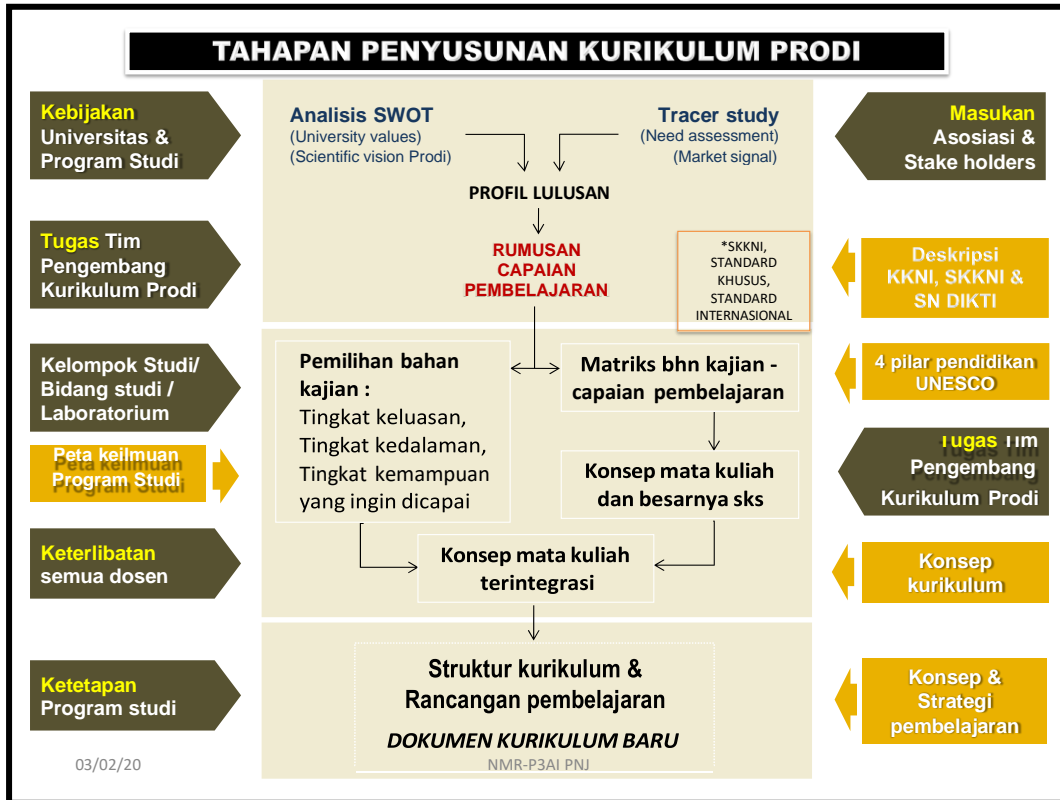 TAHAPAN PENYUSUNAN KURIKULUM PRODI
Kebijakan
Universitas &
Program Studi
Analisis SWOT
(University values)
(Scientific vision Prodi)
Tracer study
(Need assessment)
(Market signal)
Masukan
Asosiasi &
Stake holders
PROFIL LULUSAN
Tugas Tim
Pengembang
Kurikulum Prodi
RUMUSAN
CAPAIAN
PEMBELAJARAN
*SKKNI,
STANDARD
KHUSUS,
STANDARD
INTERNASIONAL
Deskripsi
KKNI, SKKNI &
SN DIKTI
Kelompok Studi/
Bidang studi /
Laboratorium
Pemilihan bahan
kajian :
Tingkat keluasan,
Tingkat kedalaman,
Tingkat kemampuan
yang ingin dicapai
Matriks bhn kajian -
capaian pembelajaran
4 pilar pendidikan
UNESCO
Peta keilmuan
Program Studi
Konsep mata kuliah
dan besarnya sks
Tugas Tim
Pengembang
Kurikulum Prodi
Keterlibatan
semua dosen
Konsep mata kuliah
terintegrasi
Konsep
kurikulum
Ketetapan
Program studi
Struktur kurikulum &
Rancangan pembelajaran
DOKUMEN KURIKULUM BARU
Konsep &
Strategi
pembelajaran
03/02/20
NMR-P3AI PNJ